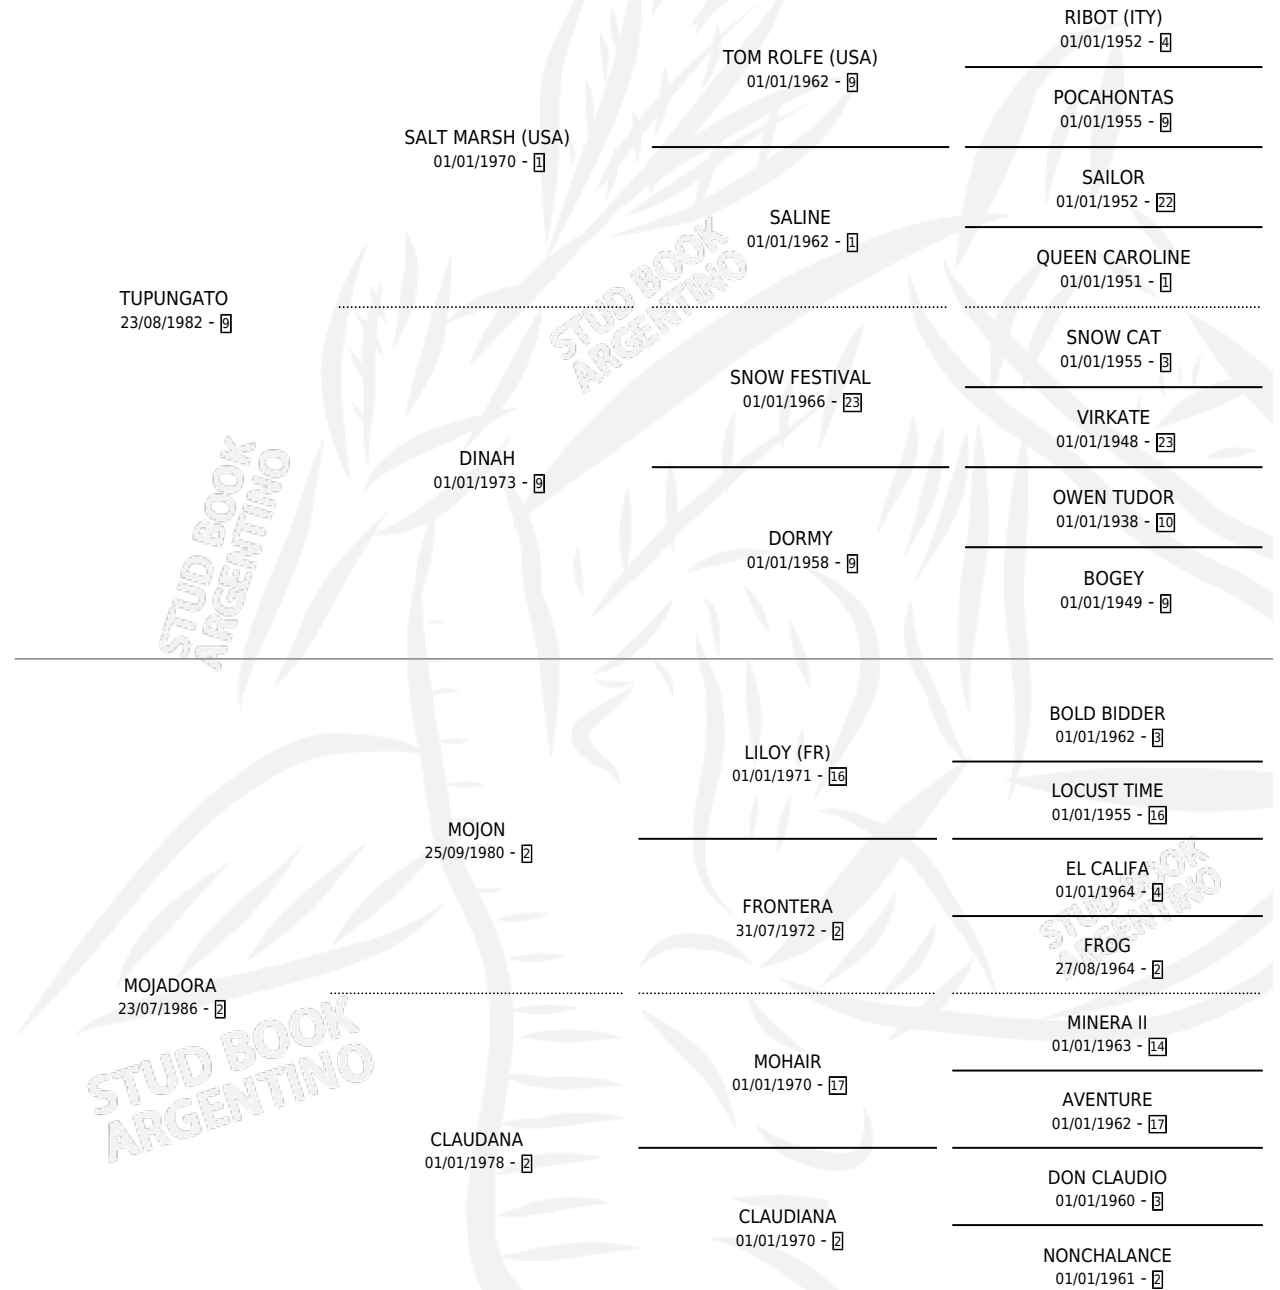 RIBOT (ITY)
01/01/1952 - 4
TOM ROLFE (USA)
01/01/1962 - 9
POCAHONTAS
01/01/1955 - 9
SALT MARSH (USA)
01/01/1970 - 1
SAILOR
01/01/1952 - 22
SALINE
01/01/1962 - 1
QUEEN CAROLINE
01/01/1951 - 1
TUPUNGATO
23/08/1982 - 9
STUD BOOK
ARGENTINO
SNOW CAT
01/01/1955 - 3
SNOW FESTIVAL
01/01/1966 - 23
VIRKATE
01/01/1948 - 23
DINAH
01/01/1973 - 9
OWEN TUDOR
01/01/1938 - 10
DORMY
01/01/1958 - 9
BOGEY
01/01/1949 - 9
STUD BOOK
ARGENTINO
BOLD BIDDER
01/01/1962 - 3
LILOY (FR)
01/01/1971 - 16
LOCUST TIME
01/01/1955 - 16
MOJON
25/09/1980 - 2
EL CALIFA
01/01/1964 - 4
FRONTERA
31/07/1972 - 2
FROG
27/08/1964 - 2
STUD BOOK
ARGENTINO
MOJADORA
23/07/1986 - 2
MINERA II
01/01/1963 - 14
MOHAIR
01/01/1970 - 17
AVENTURE
01/01/1962 - 17
STUD BOOK
ARGENTINO
CLAUDANA
01/01/1978 - 2
DON CLAUDIO
01/01/1960 - 3
CLAUDIANA
01/01/1970 - 2
NONCHALANCE
01/01/1961 - 2